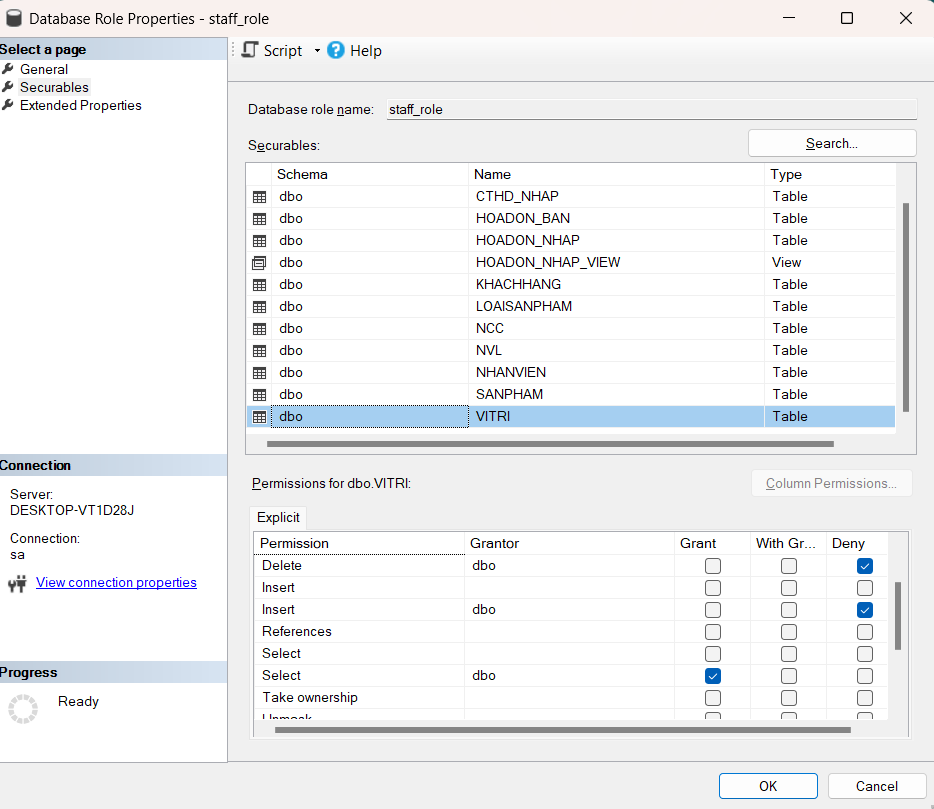 Database Role Properties - staff_role
Select a page
General
Securables
Extended Properties
Script
Help
Database role name: staff_role
Securables:
Search...
Schema Name Type
dbo CTHD_NHAP Table
dbo HOADON_BAN Table
dbo HOADON_NHAP Table
dbo HOADON_NHAP_VIEW View
dbo KHACHHANG Table
dbo LOAISANPHAM Table
dbo NCC Table
dbo NVL Table
dbo NHANVIEN Table
dbo SANPHAM Table
dbo VITRI Table
Connection
Server:
DESKTOP-VT1D28J
Connection:
sa
View connection properties
Progress
Ready
Permissions for dbo.VITRI:
Column Permissions...
Explicit
Permission Grantor Grant With Gr... Deny
Delete dbo
Insert
Insert dbo
References
Select
Select dbo
Take ownership
Unmask
OK Cancel